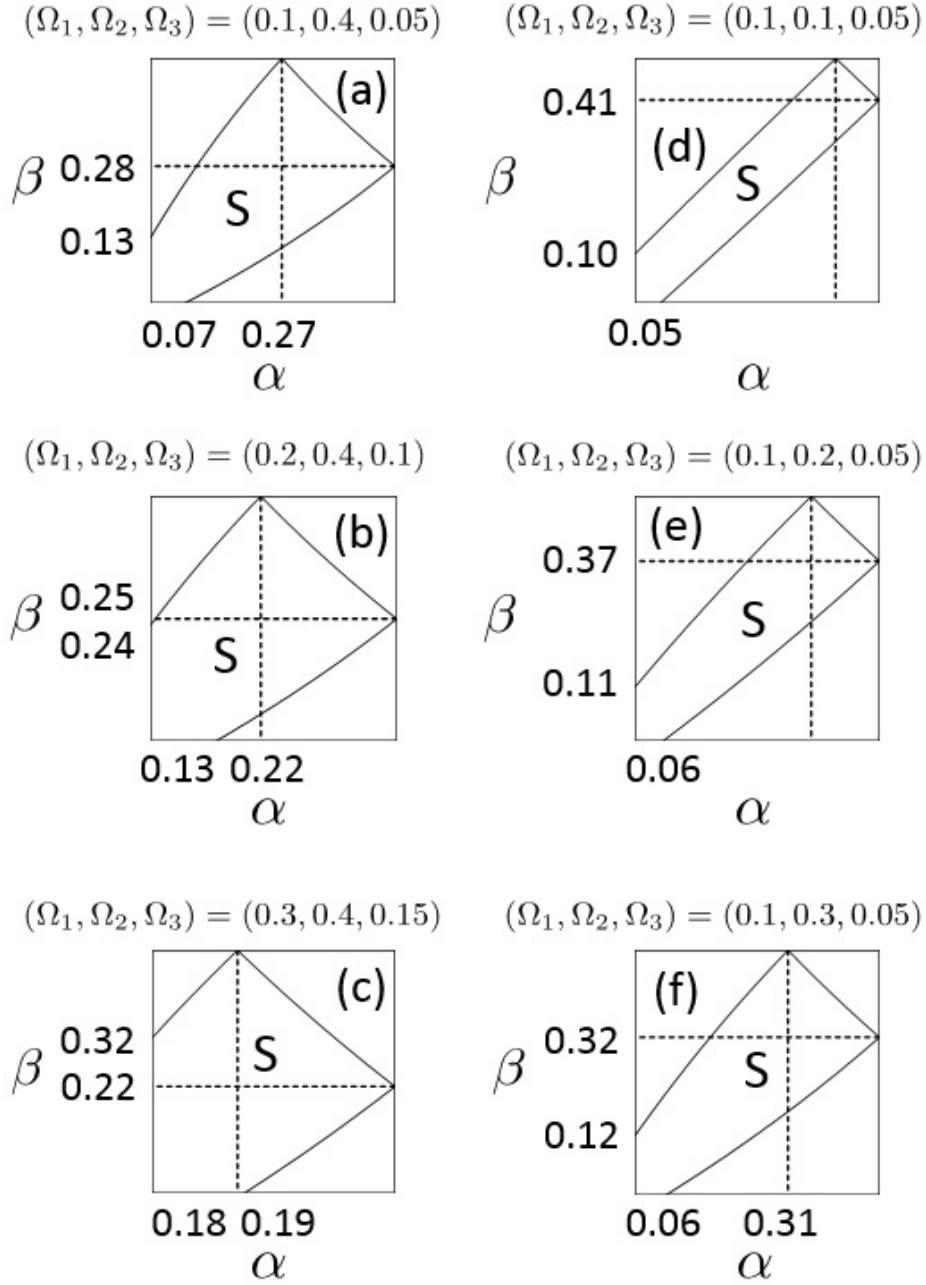 (Ω₁, Ω₂, Ω₃) = (0.1, 0.4, 0.05)
(a)
β
0.28
0.13
S
0.07 0.27
α
(Ω₁, Ω₂, Ω₃) = (0.1, 0.1, 0.05)
0.41
(d)
β
S
0.10
0.05
α
(Ω₁, Ω₂, Ω₃) = (0.2, 0.4, 0.1)
(b)
0.25
β
0.24
S
0.13 0.22
α
(Ω₁, Ω₂, Ω₃) = (0.1, 0.2, 0.05)
(e)
0.37
β
S
0.11
0.06
α
(Ω₁, Ω₂, Ω₃) = (0.3, 0.4, 0.15)
(c)
0.32
β
S
0.22
0.18 0.19
α
(Ω₁, Ω₂, Ω₃) = (0.1, 0.3, 0.05)
(f)
0.32
β
S
0.12
0.06 0.31
α